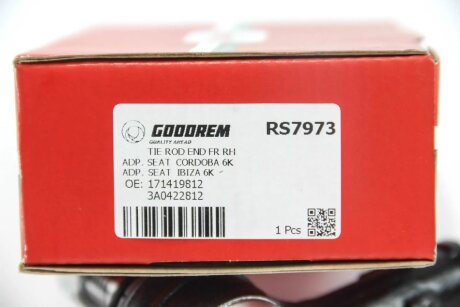 GOODREM
QUALITY AHEAD
RS7973
TIE ROD END FR RH
ADP. SEAT CORDOBA 6K
ADP. SEAT IBIZA 6K
OE: 171419812
3A0422812
1 Pcs